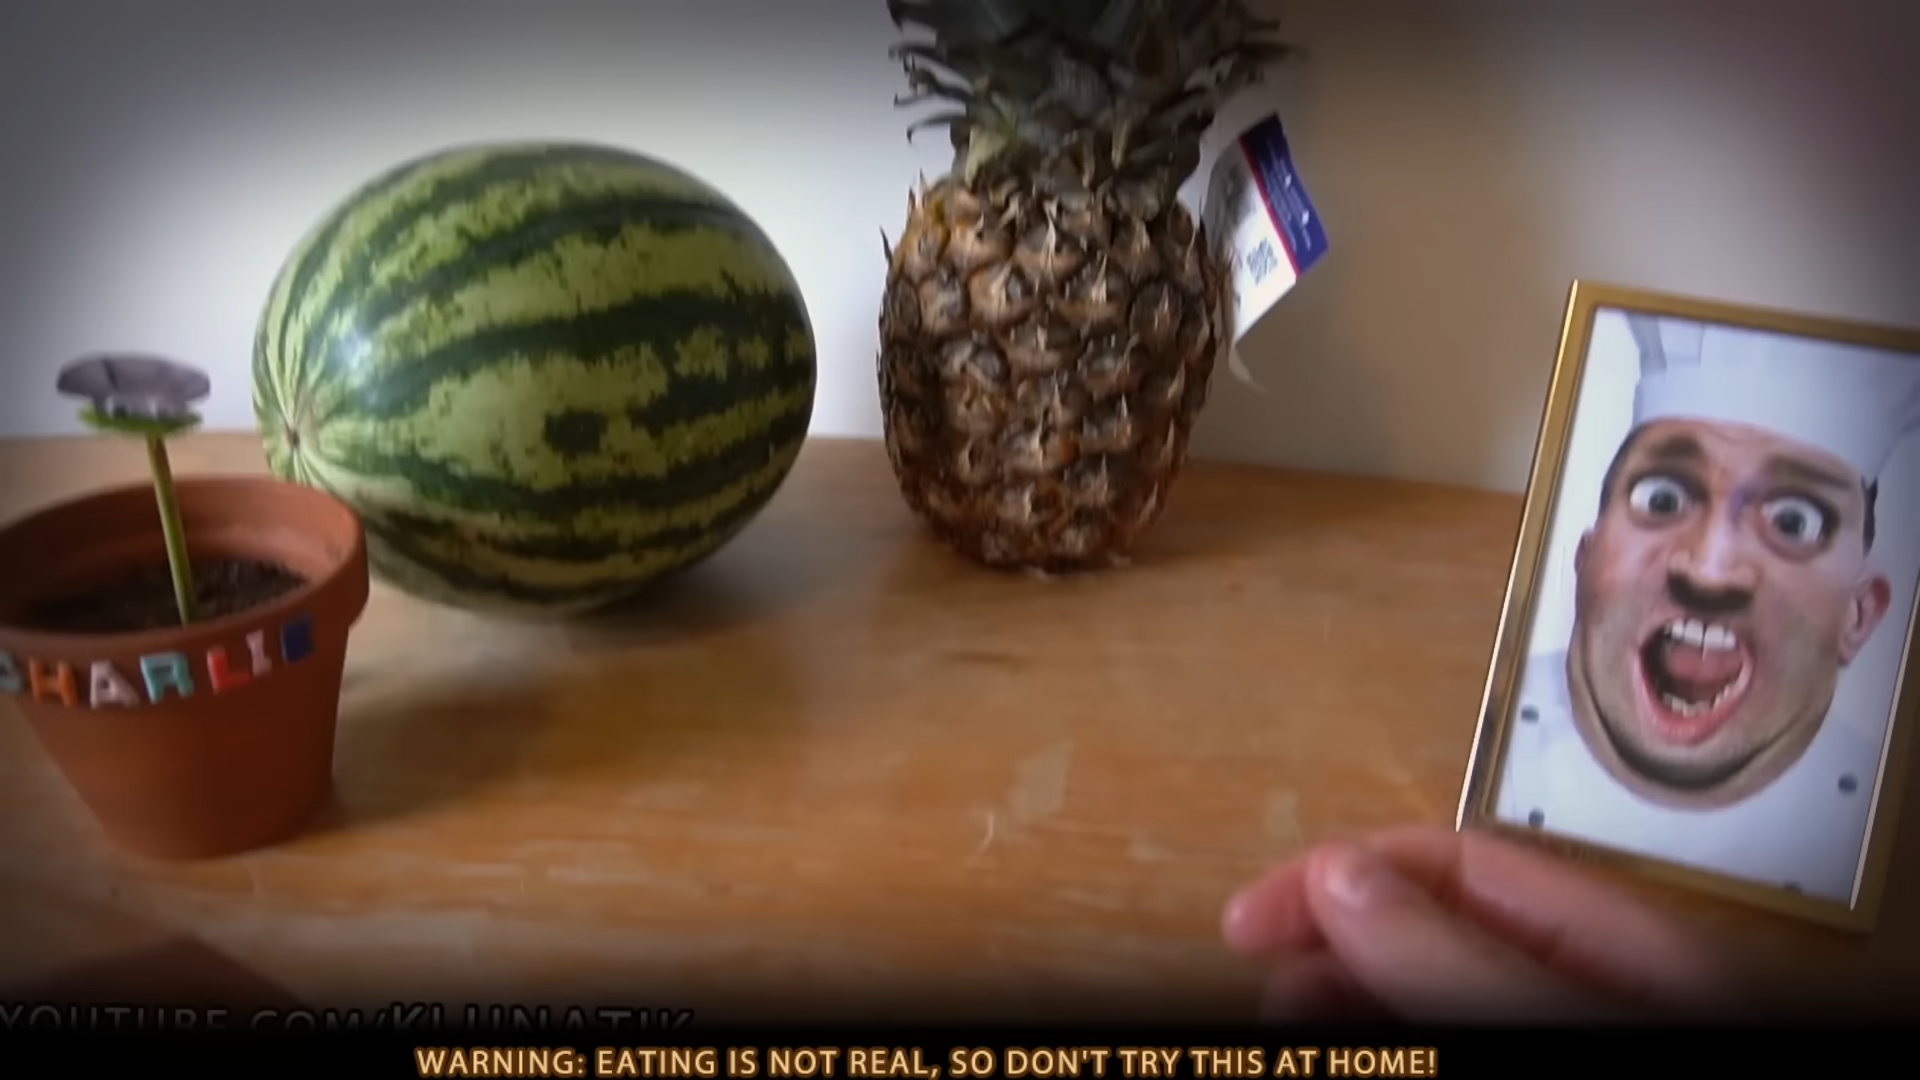 CHARLIE
YOUTUBE.COM/KLUNATIK
WARNING: EATING IS NOT REAL, SO DON'T TRY THIS AT HOME!